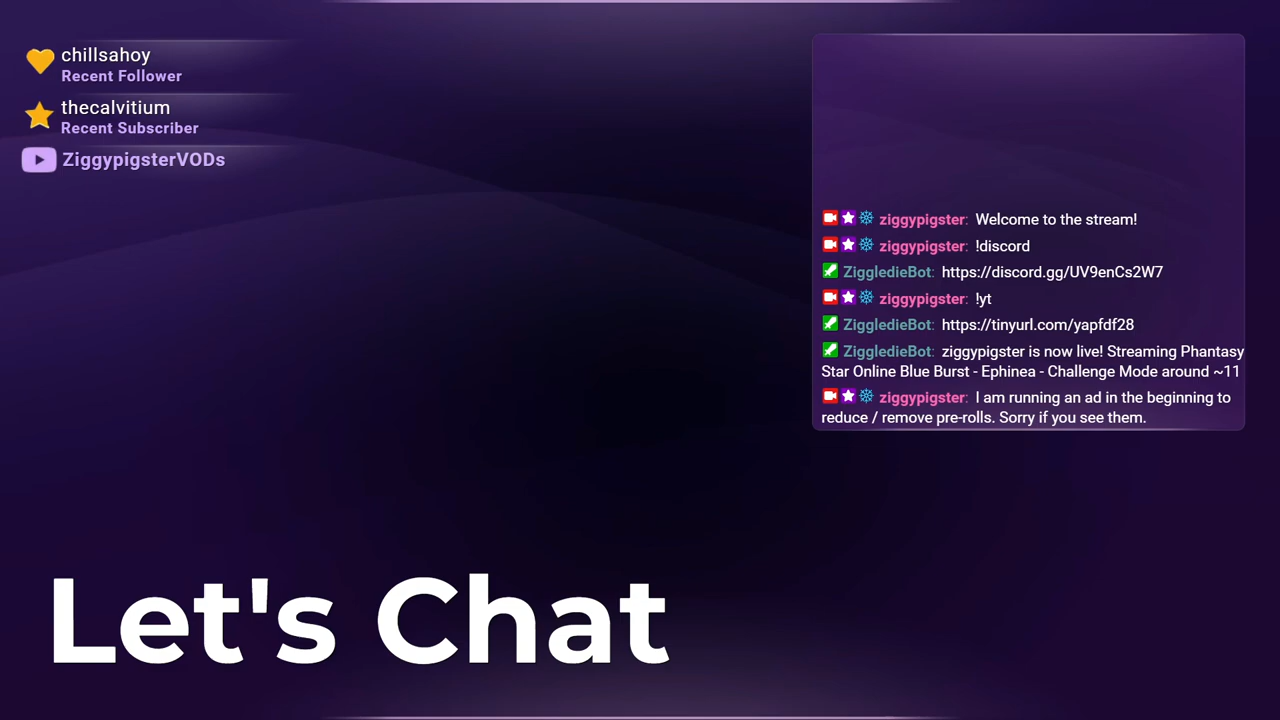 chillsahoy
Recent Follower
thecalvitium
Recent Subscriber
ZiggypigsterVODs
ziggypigster: Welcome to the stream!
ziggypigster: !discord
ZiggledieBot: https://discord.gg/UV9enCs2W7
ziggypigster: !yt
ZiggledieBot: https://tinyurl.com/yapfdf28
ZiggledieBot: ziggypigster is now live! Streaming Phantasy
Star Online Blue Burst - Ephinea - Challenge Mode around ~11
ziggypigster: I am running an ad in the beginning to
reduce / remove pre-rolls. Sorry if you see them.
Let's Chat